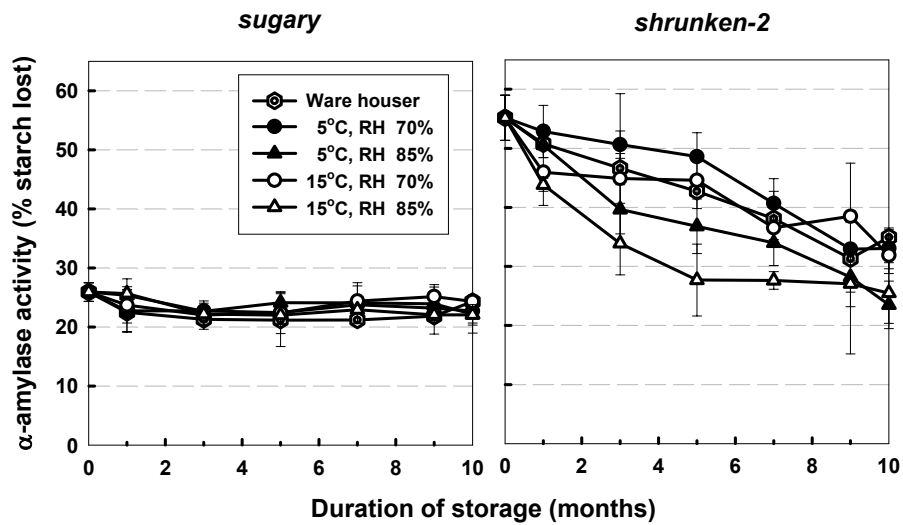 sugary
shrunken-2
α-amylase activity (% starch lost)
60
50
40
30
20
10
0
Ware houser
5°C, RH 70%
5°C, RH 85%
15°C, RH 70%
15°C, RH 85%
0 2 4 6 8 10
0 2 4 6 8 10
Duration of storage (months)